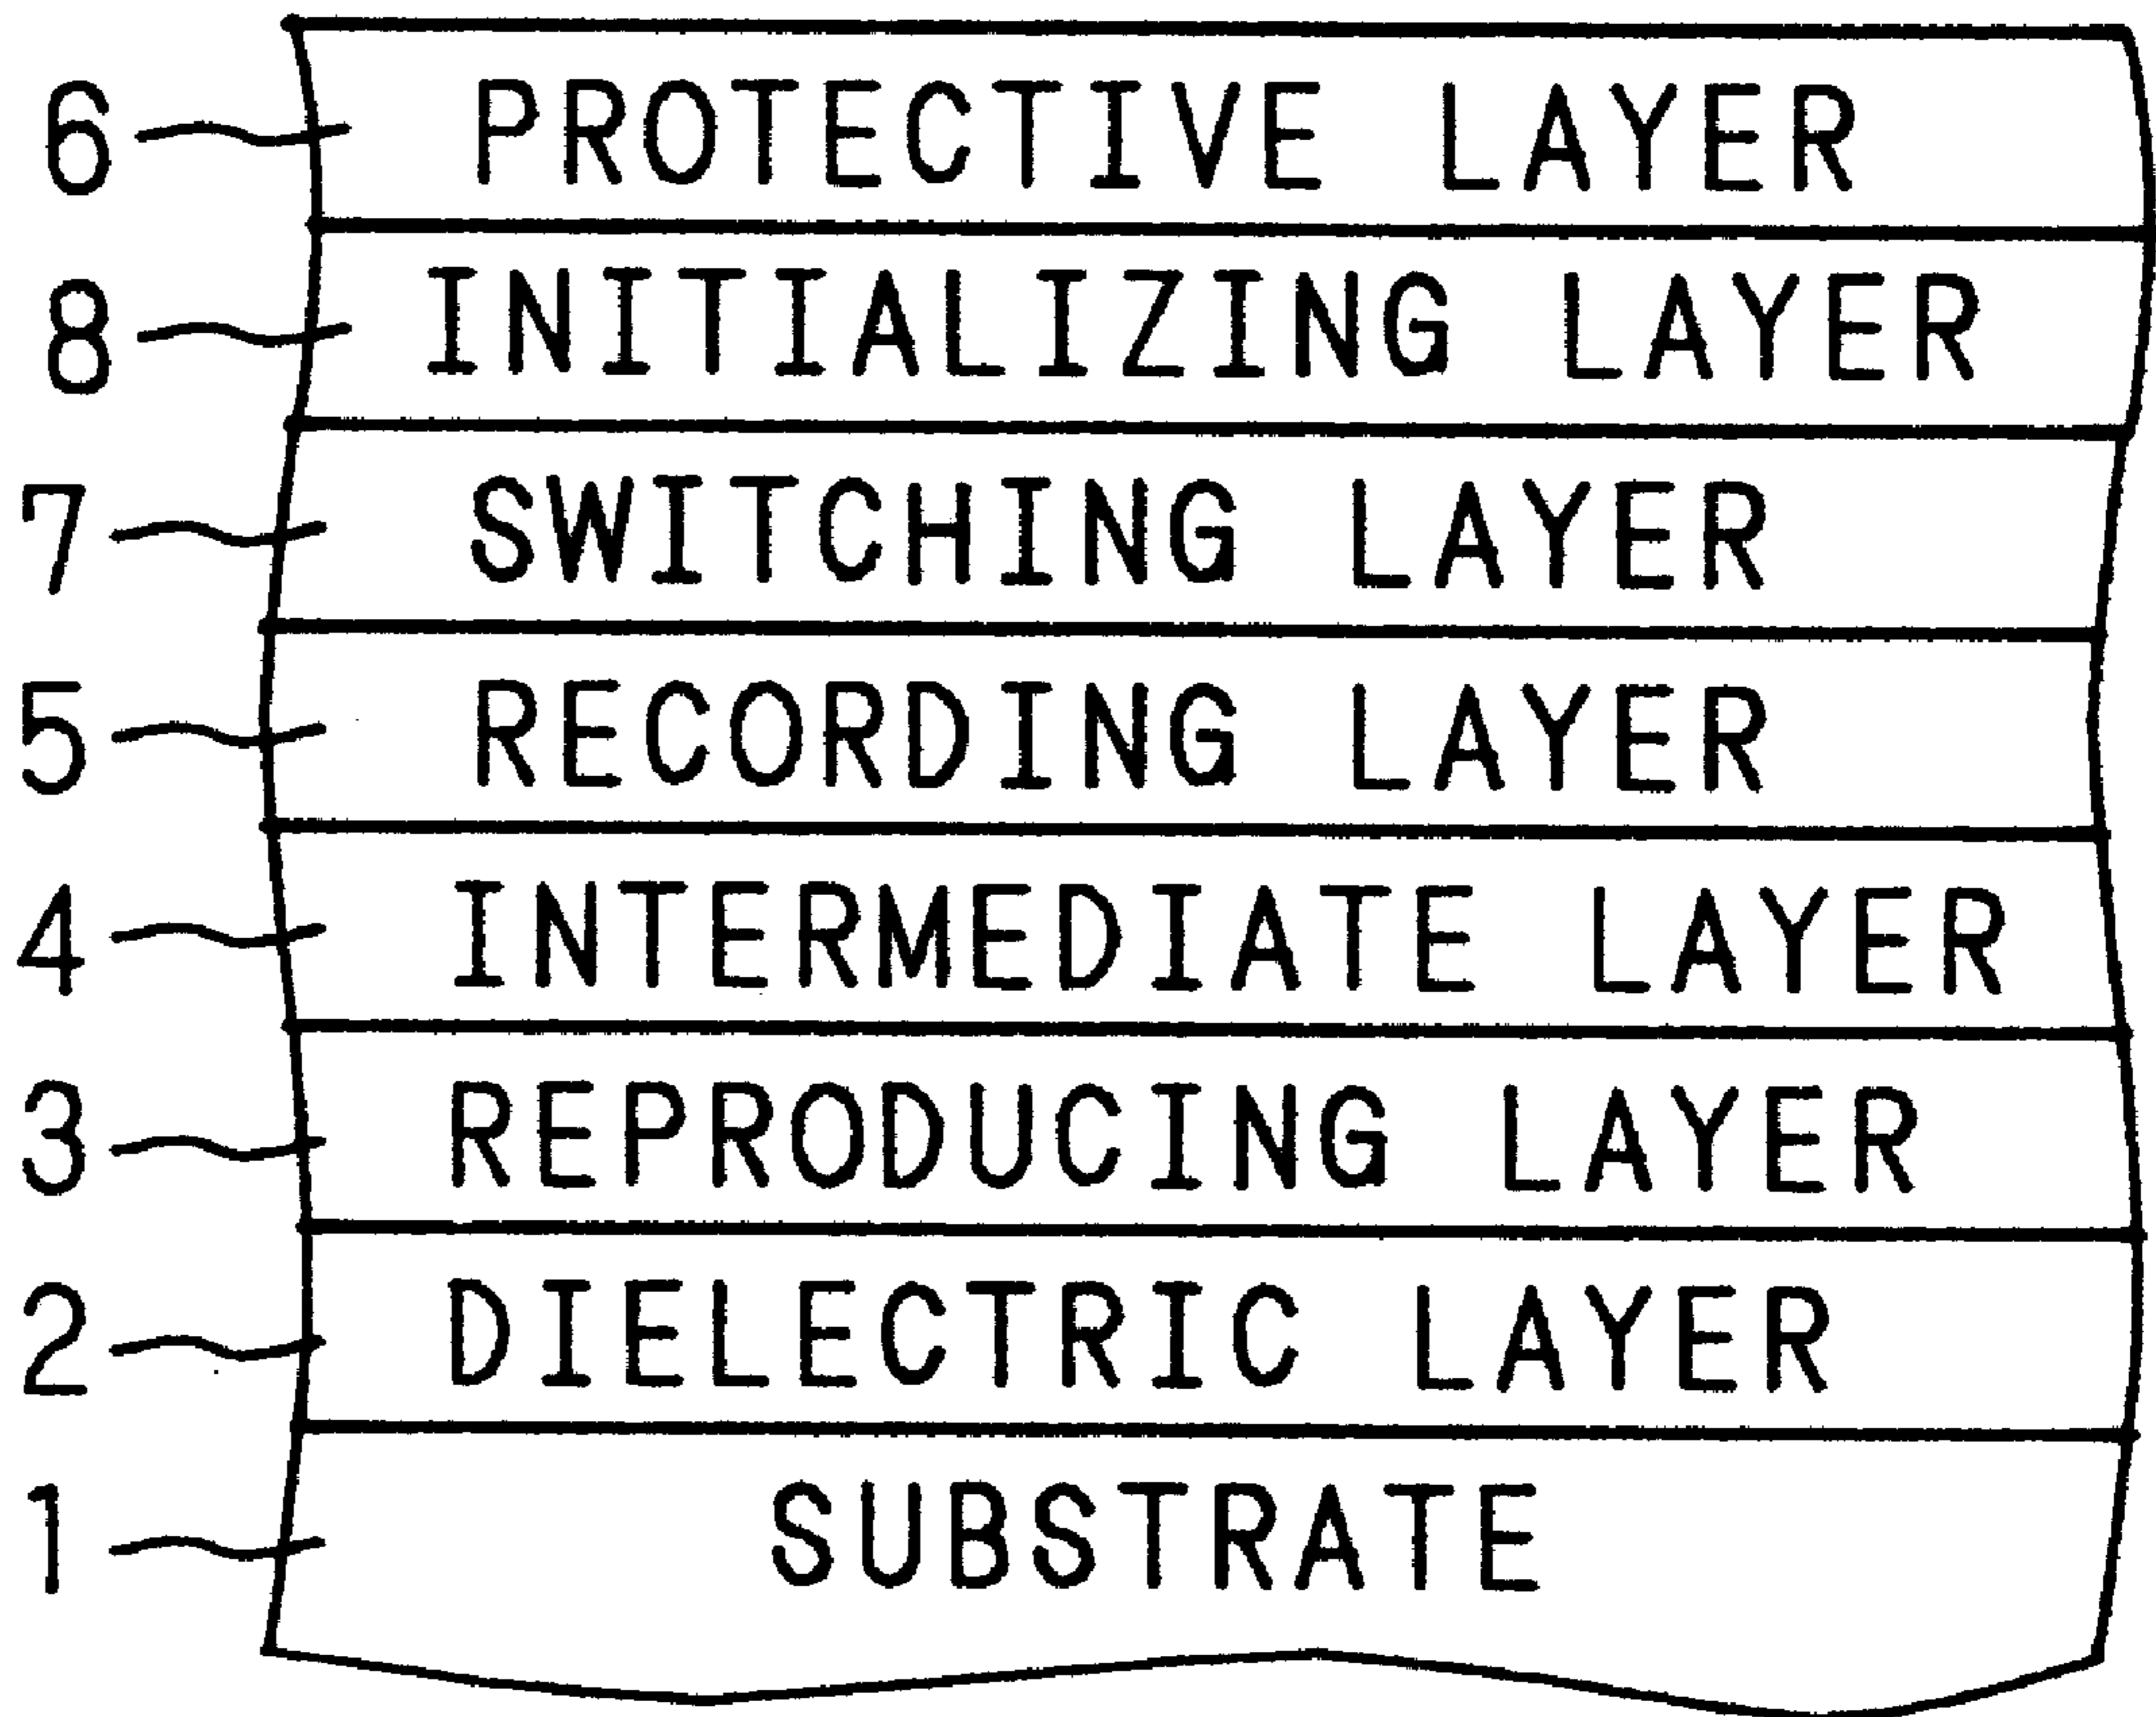 6 PROTECTIVE LAYER
8 INITIALIZING LAYER
7 SWITCHING LAYER
5 RECORDING LAYER
4 INTERMEDIATE LAYER
3 REPRODUCING LAYER
2 DIELECTRIC LAYER
1 SUBSTRATE